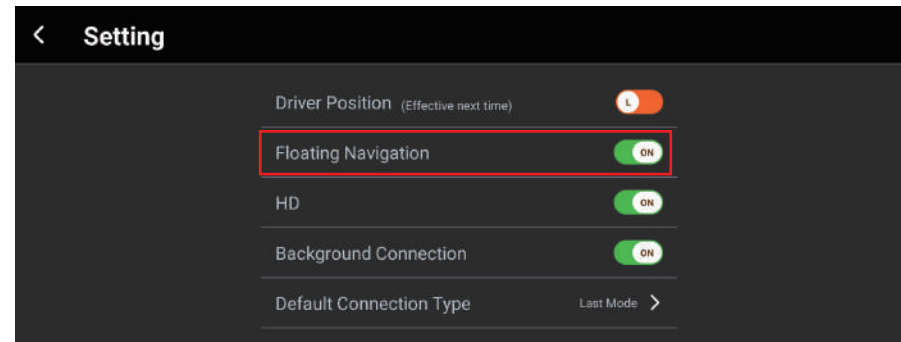 Setting
Driver Position (Effective next time) L
Floating Navigation ON
HD ON
Background Connection ON
Default Connection Type Last Mode